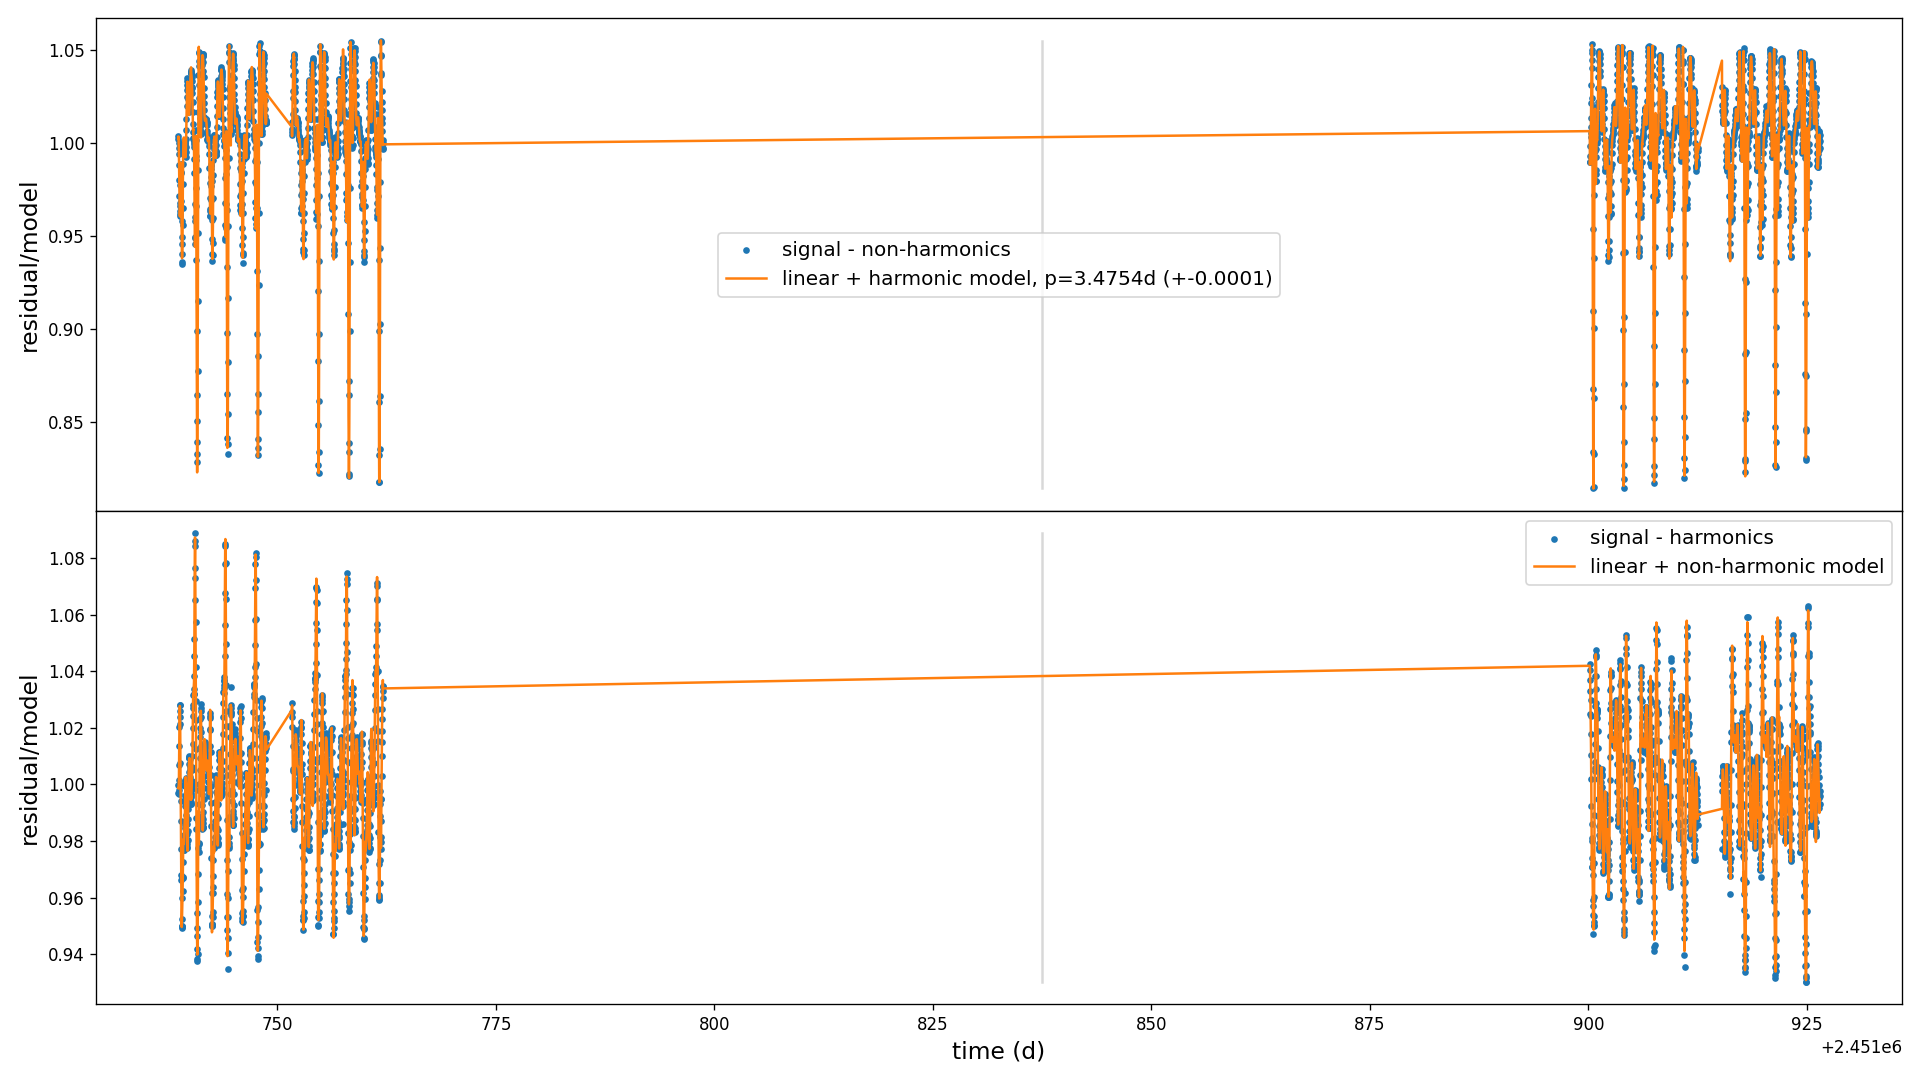 1.05
1.00
0.95
0.90
0.85
residual/model
signal - non-harmonics
linear + harmonic model, p=3.4754d (+-0.0001)
1.08
1.06
1.04
1.02
1.00
0.98
0.96
0.94
residual/model
signal - harmonics
linear + non-harmonic model
750 775 800 825 850 875 900 925
time (d)
+2.451e6